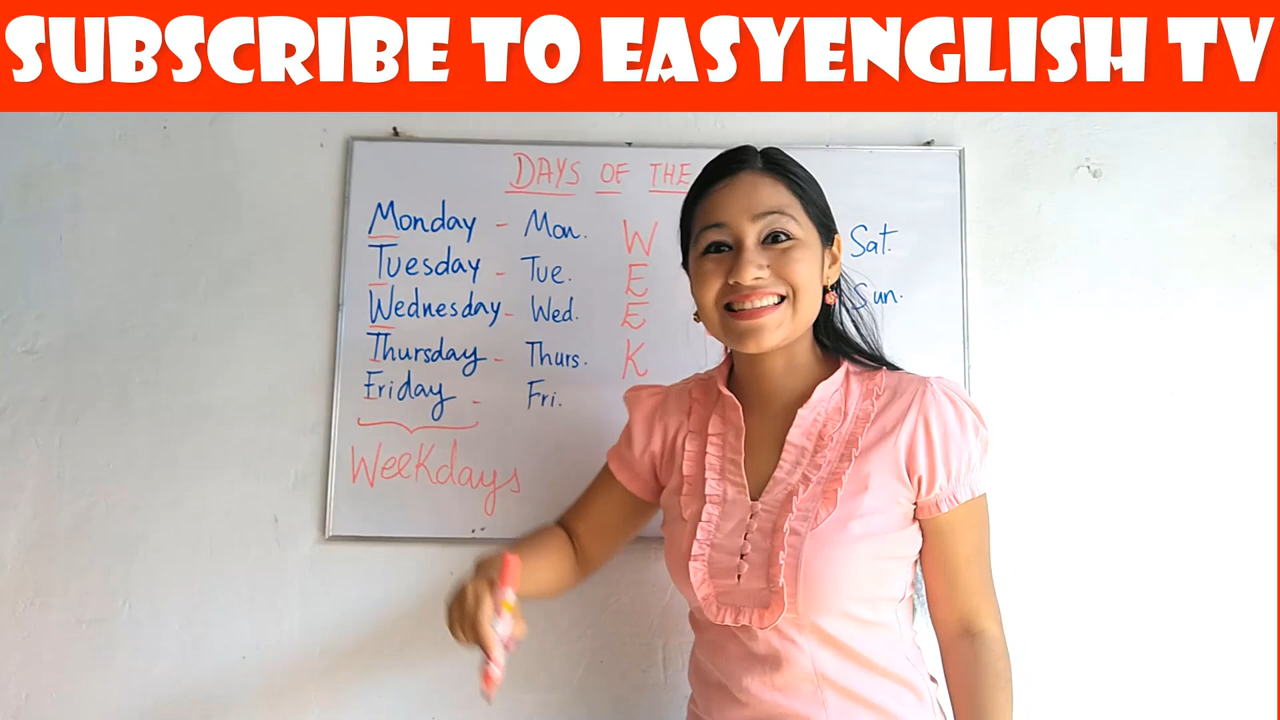 SUBSCRIBE TO EASYENGLISH TV
DAYS OF THE
Monday - Mon.
Tuesday - Tue.
Wednesday - Wed.
Thursday - Thurs.
Friday - Fri.
Weekdays
W
E
E
K
Sat.
Sun.